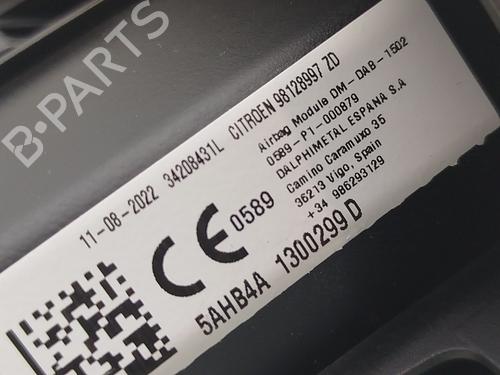 B-PARTS
11-08-2022 34208431L CITROEN 98128997 ZD
CE 0589
Airbag Module DM-DAB-1502
0589-P1-000879
DALPHIMETAL ESPANA S.A
Camino Caramuxo 35
36213 Vigo, Spain
+34 986293129
5AHB4A 1300299 D